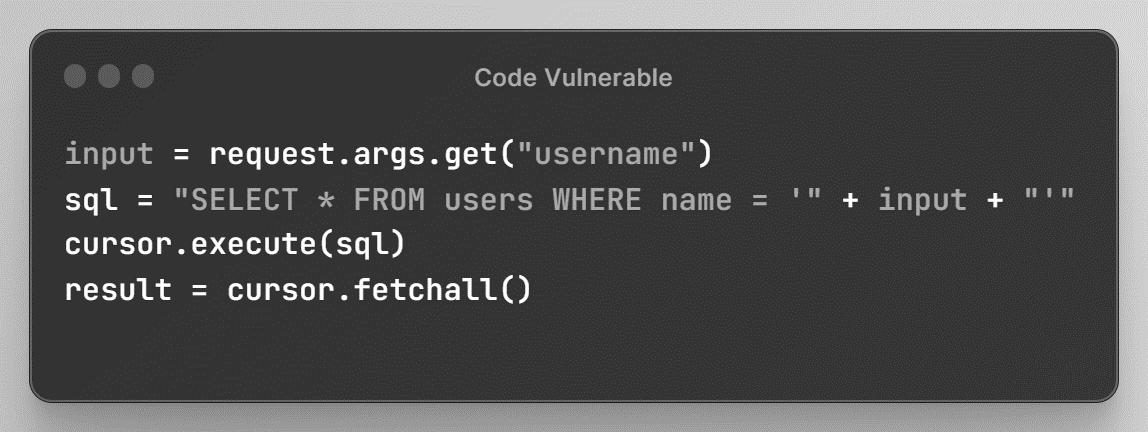 Code Vulnerable
input = request.args.get("username")
sql = "SELECT * FROM users WHERE name = '" + input + "'"
cursor.execute(sql)
result = cursor.fetchall()